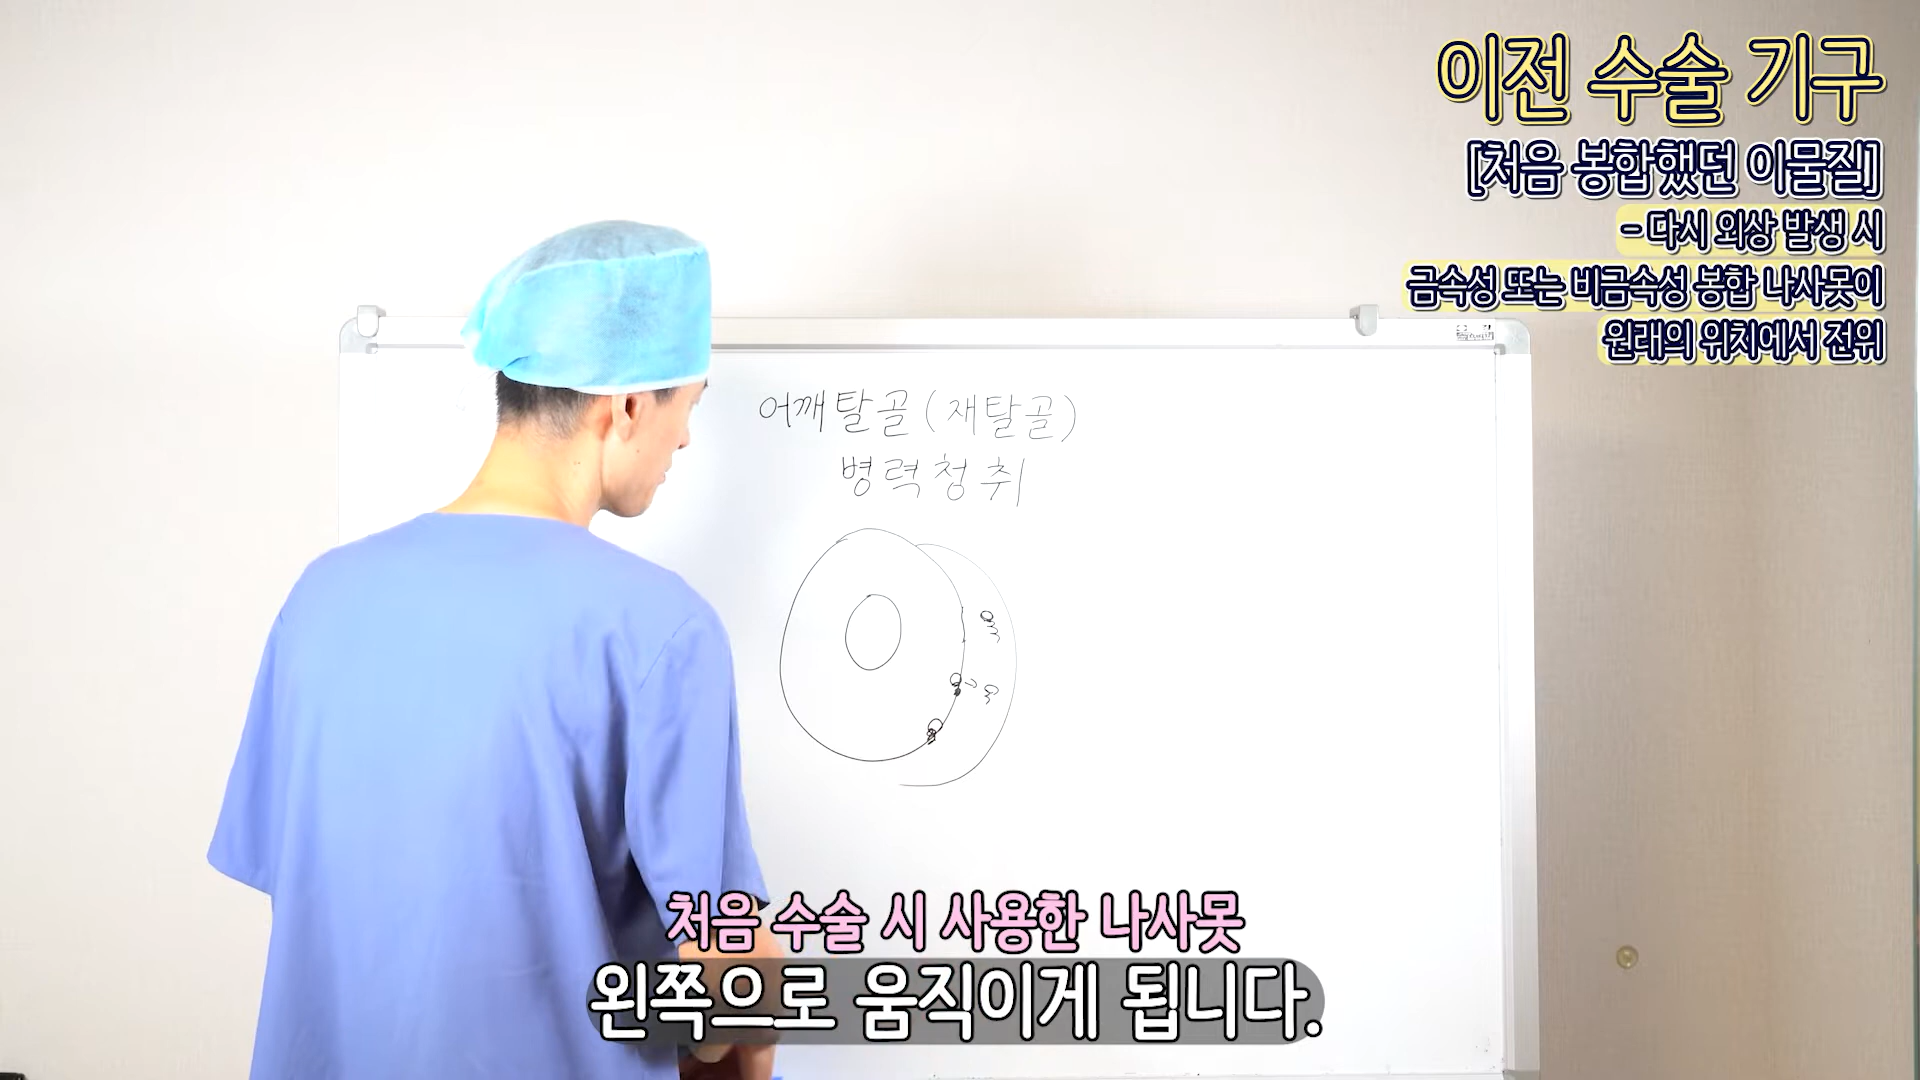 이전 수술 기구
[처음 봉합했던 이물질]
- 다시 외상 발생 시
금속성 또는 비금속성 봉합 나사못이
원래의 위치에서 전위
어깨탈골(재탈골)
병력청취
처음 수술 시 사용한 나사못
왼쪽으로 움직이게 됩니다.